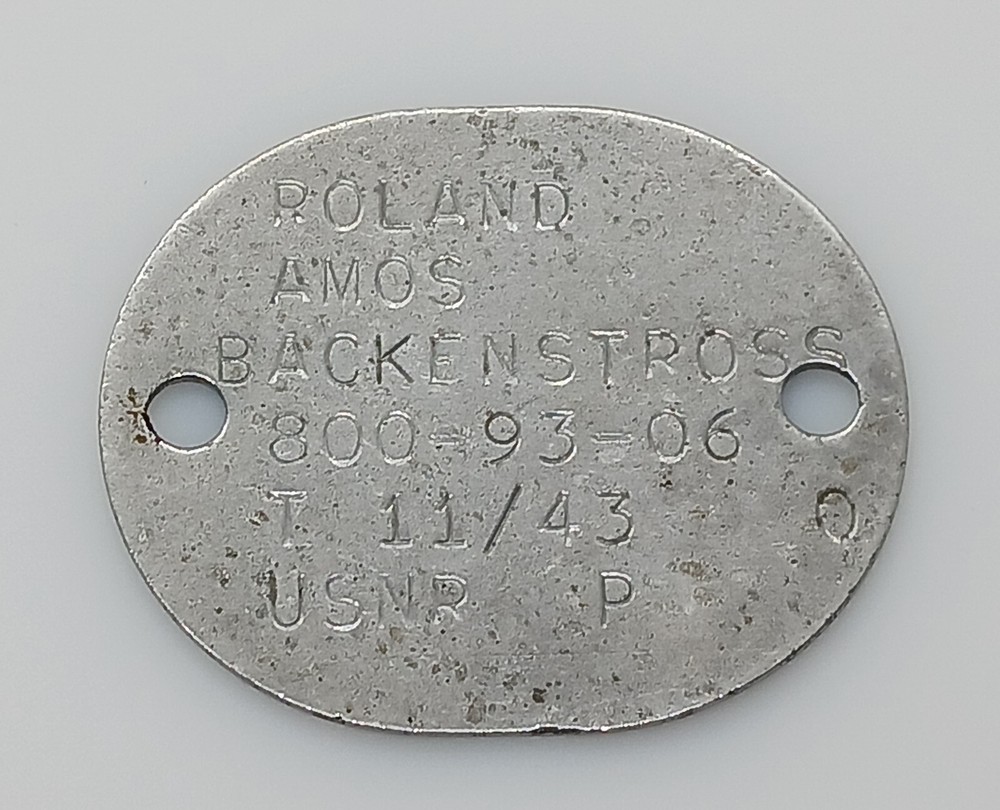 ROLAND
AMOS
BACKENSTROSS
800-93-06
T 11/43 O
USNR P